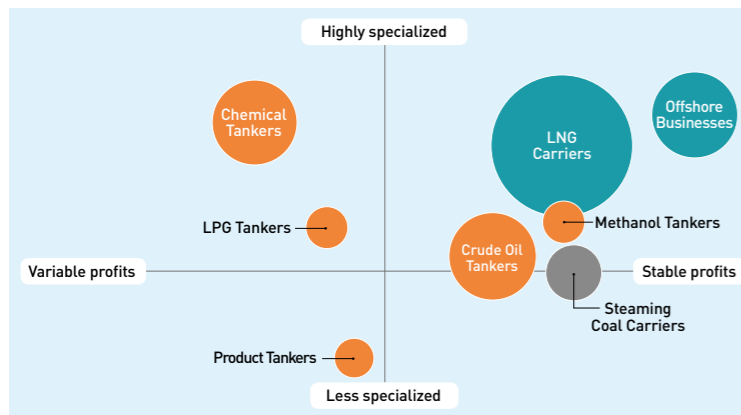 Highly specialized
Chemical
Tankers
Offshore
Businesses
LNG
Carriers
LPG Tankers
Methanol Tankers
Crude Oil
Tankers
Variable profits
Stable profits
Steaming
Coal Carriers
Product Tankers
Less specialized